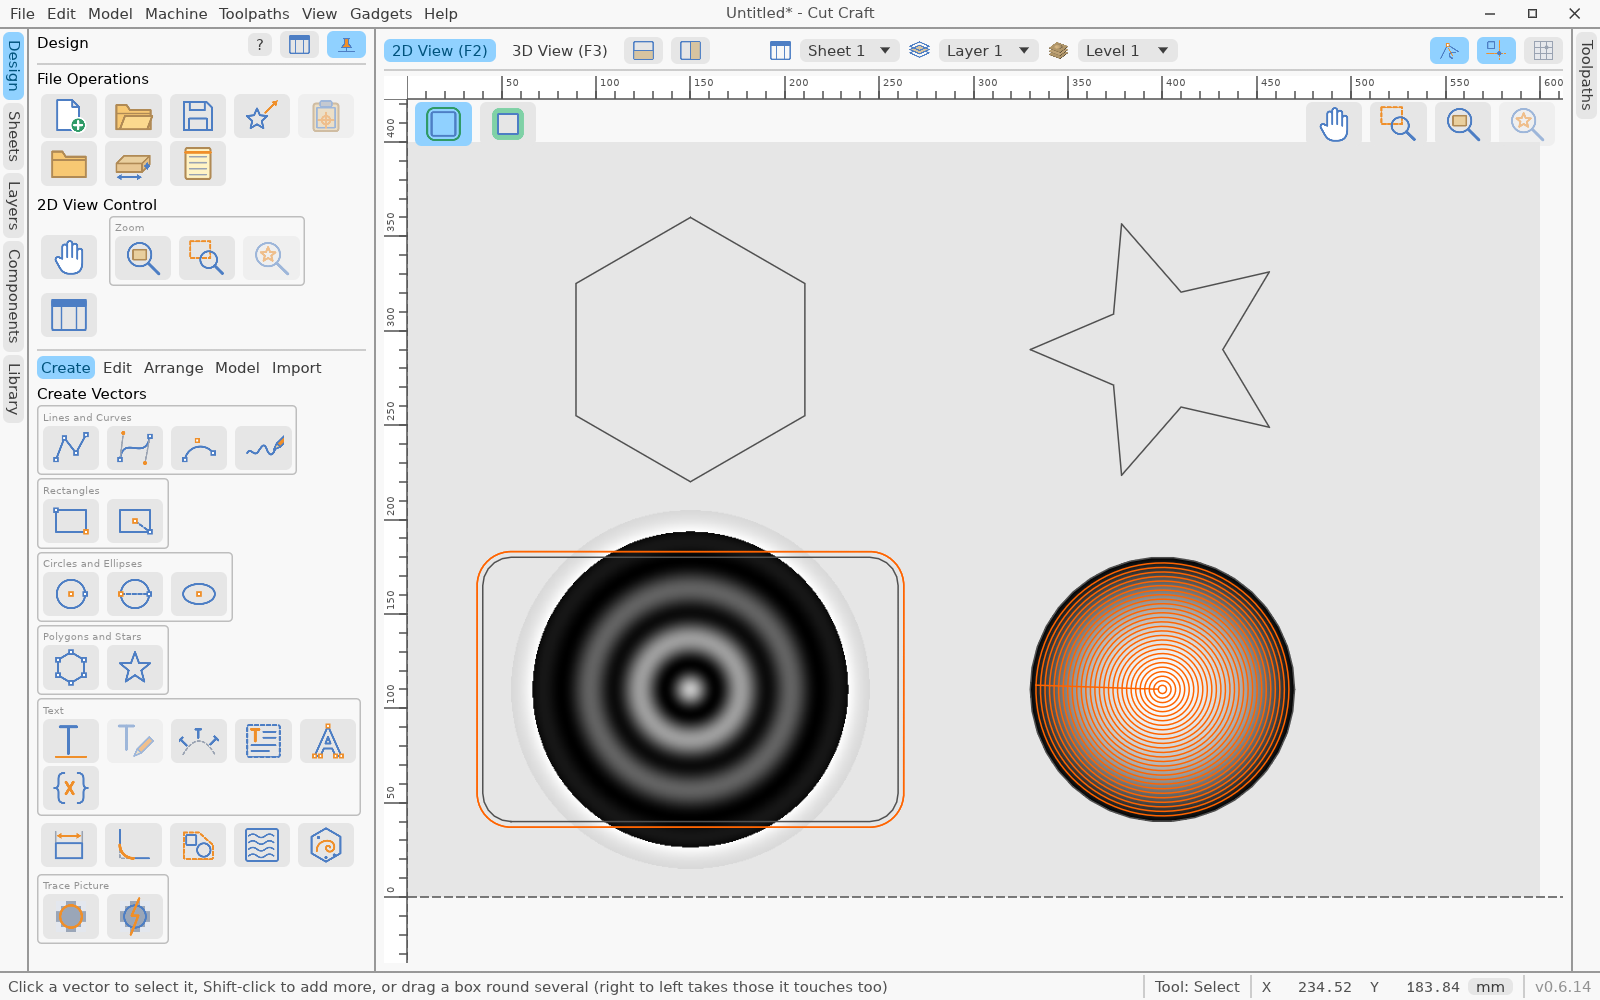 File Edit Model Machine Toolpaths View Gadgets Help
Untitled* - Cut Craft
Design
Sheets
Layers
Components
Library
Design
?
File Operations
2D View Control
Zoom
Create Edit Arrange Model Import
Create Vectors
Lines and Curves
Rectangles
Circles and Ellipses
Polygons and Stars
Text
Trace Picture
2D View (F2) 3D View (F3) Sheet 1 Layer 1 Level 1
50 100 150 200 250 300 350 400 450 500 550 600
400
350
300
250
200
150
100
50
0
Toolpaths
Click a vector to select it, Shift-click to add more, or drag a box round several (right to left takes those it touches too)
Tool: Select X 234.52 Y 183.84 mm v0.6.14